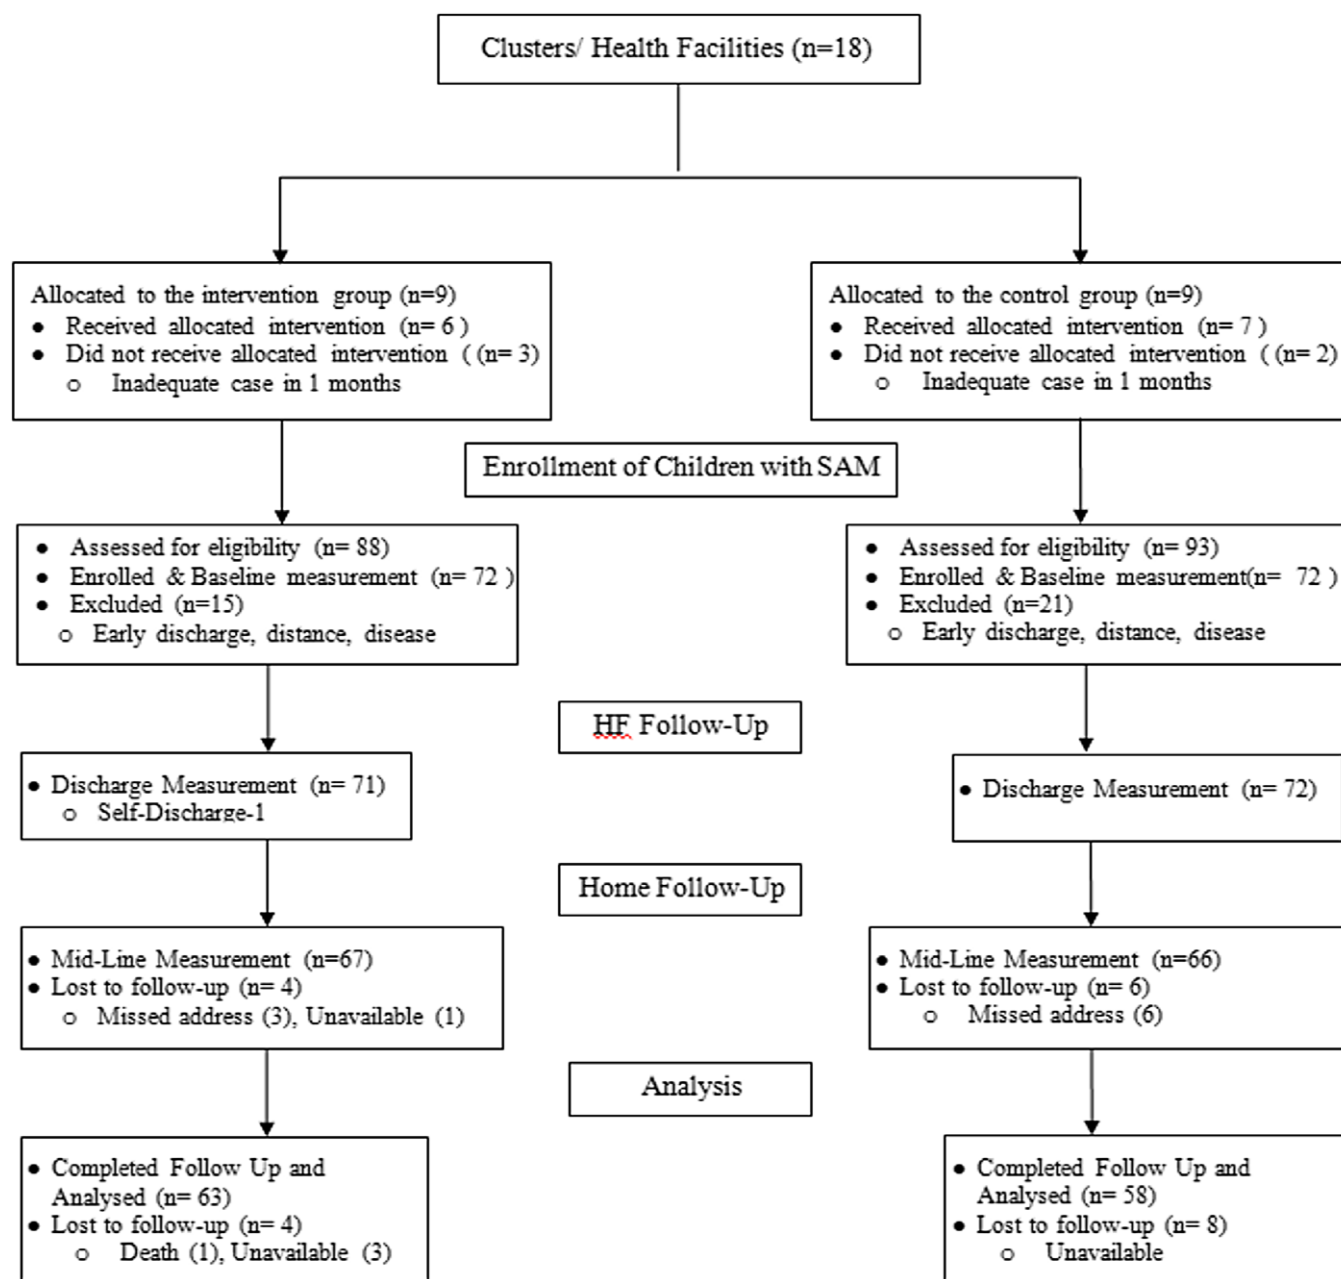 Clusters/ Health Facilities (n=18)
Allocated to the intervention group (n=9)
● Received allocated intervention (n= 6 )
● Did not receive allocated intervention ( (n= 3)
o Inadequate case in 1 months
Allocated to the control group (n=9)
● Received allocated intervention (n= 7 )
● Did not receive allocated intervention ( (n= 2)
o Inadequate case in 1 months
Enrollment of Children with SAM
● Assessed for eligibility (n= 88)
● Enrolled & Baseline measurement (n= 72 )
● Excluded (n=15)
o Early discharge, distance, disease
● Assessed for eligibility (n= 93)
● Enrolled & Baseline measurement(n= 72 )
● Excluded (n=21)
o Early discharge, distance, disease
HF Follow-Up
● Discharge Measurement (n= 71)
o Self-Discharge-1
● Discharge Measurement (n= 72)
Home Follow-Up
● Mid-Line Measurement (n=67)
● Lost to follow-up (n= 4)
o Missed address (3), Unavailable (1)
● Mid-Line Measurement (n=66)
● Lost to follow-up (n= 6)
o Missed address (6)
Analysis
● Completed Follow Up and
Analysed (n= 63)
● Lost to follow-up (n= 4)
o Death (1), Unavailable (3)
● Completed Follow Up and
Analysed (n= 58)
● Lost to follow-up (n= 8)
o Unavailable